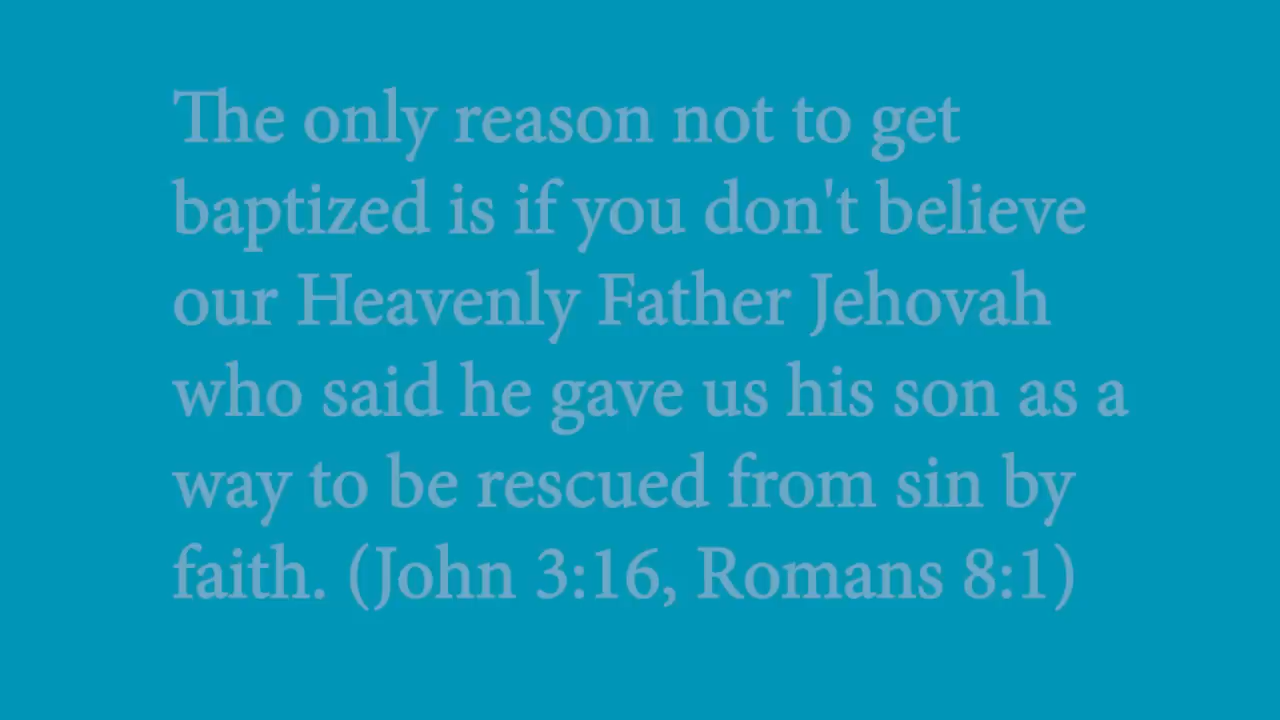 The only reason not to get
baptized is if you don't believe
our Heavenly Father Jehovah
who said he gave us his son as a
way to be rescued from sin by
faith. (John 3:16, Romans 8:1)